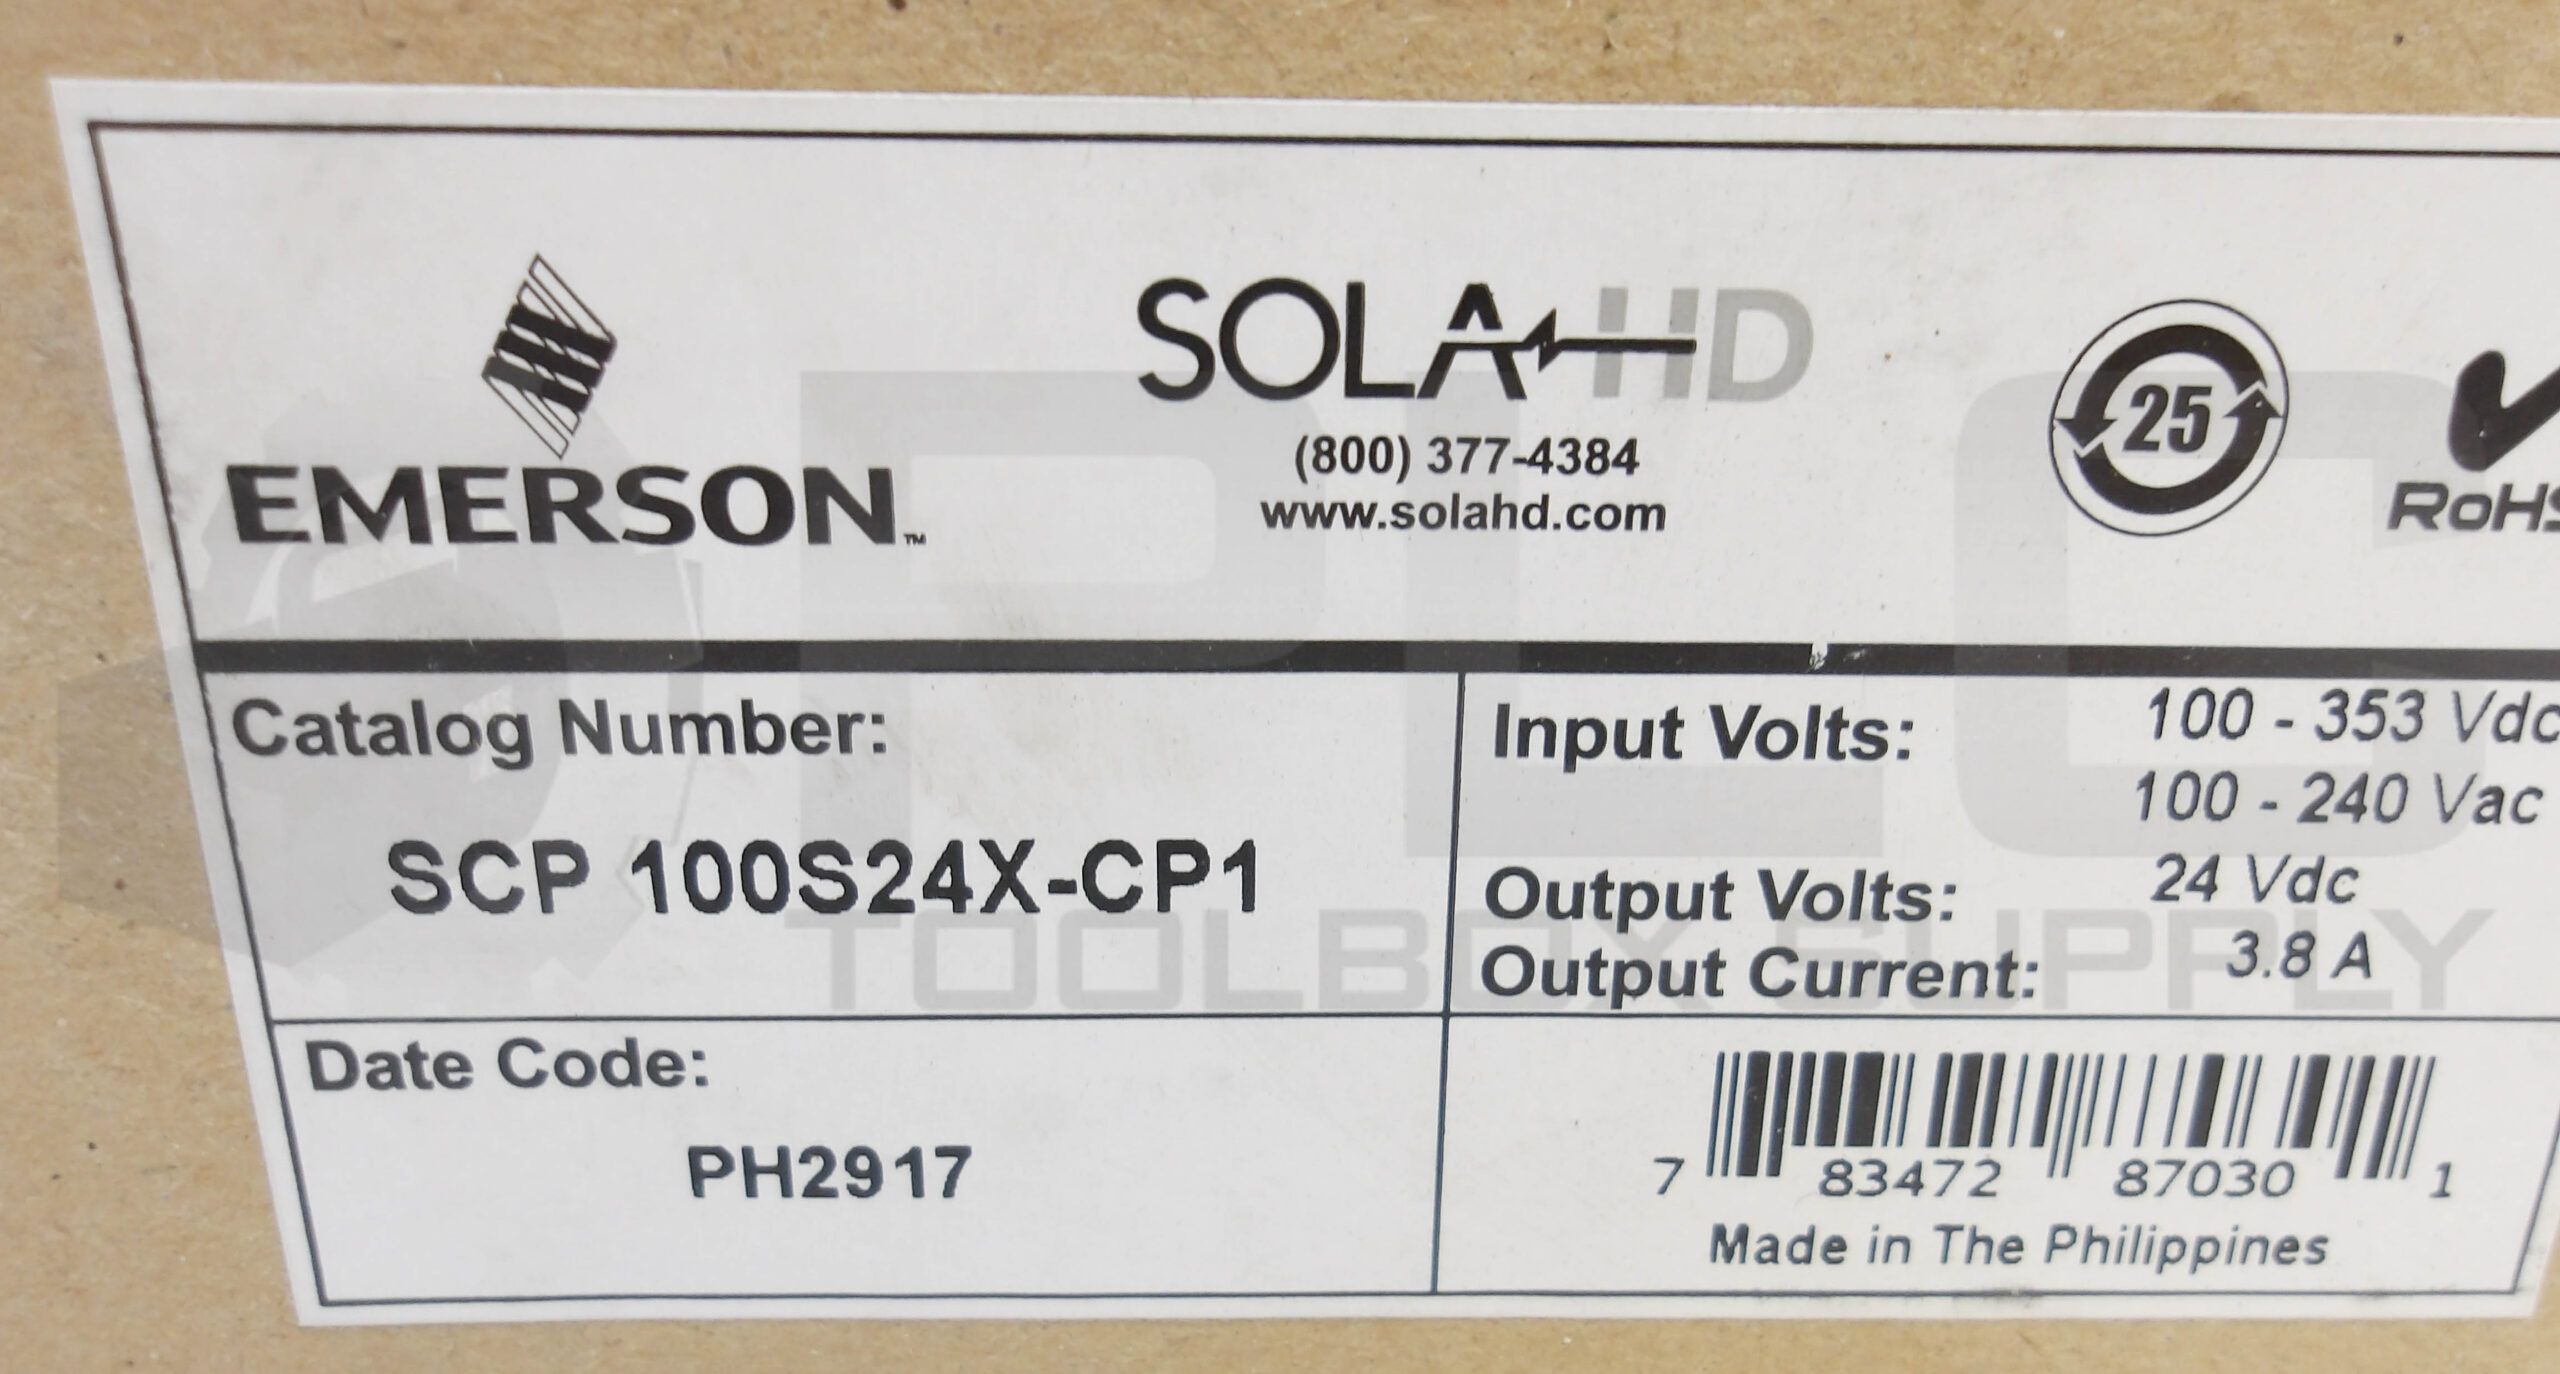 EMERSON™
SOLA HD
(800) 377-4384
www.solahd.com
25
RoHS
Catalog Number:
SCP 100S24X-CP1
Input Volts: 100 - 353 Vdc
100 - 240 Vac
Output Volts: 24 Vdc
Output Current: 3.8 A
Date Code:
PH2917
7 83472 87030 1
Made in The Philippines
PLC
TOOLBOX SUPPLY